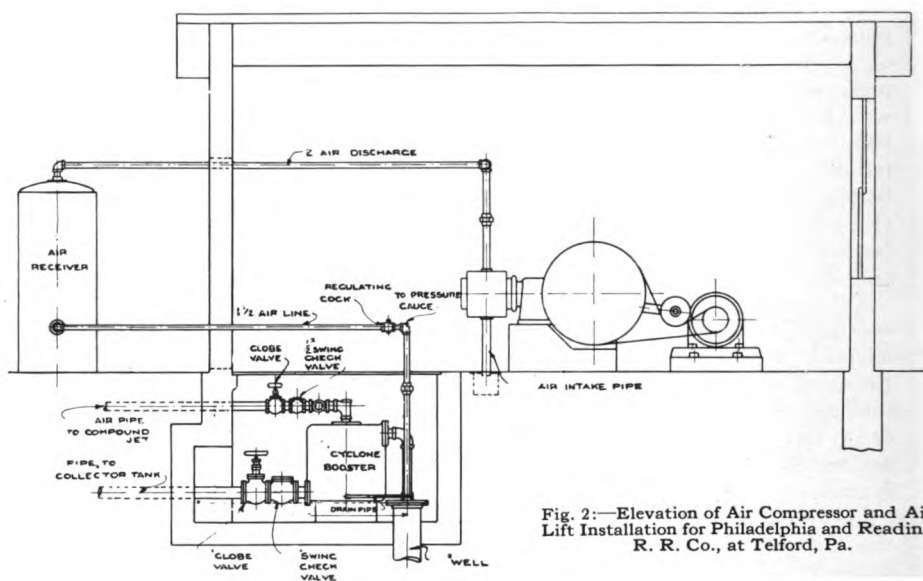 2 AIR DISCHARGE
AIR
RECEIVER
REGULATING
COCK
TO PRESSURE
GAUGE
1 1/2 AIR LINE
GLOBE
VALVE
SWING
CHECK
VALVE
AIR INTAKE PIPE
AIR PIPE
TO COMPOUND
JET
CYCLONE
BOOSTER
PIPE, TO
COLLECTOR TANK
DRAIN PIPE
GLOBE
VALVE
SWING
CHECK
VALVE
WELL
Fig. 2:—Elevation of Air Compressor and Ai
Lift Installation for Philadelphia and Readin
R. R. Co., at Telford, Pa.